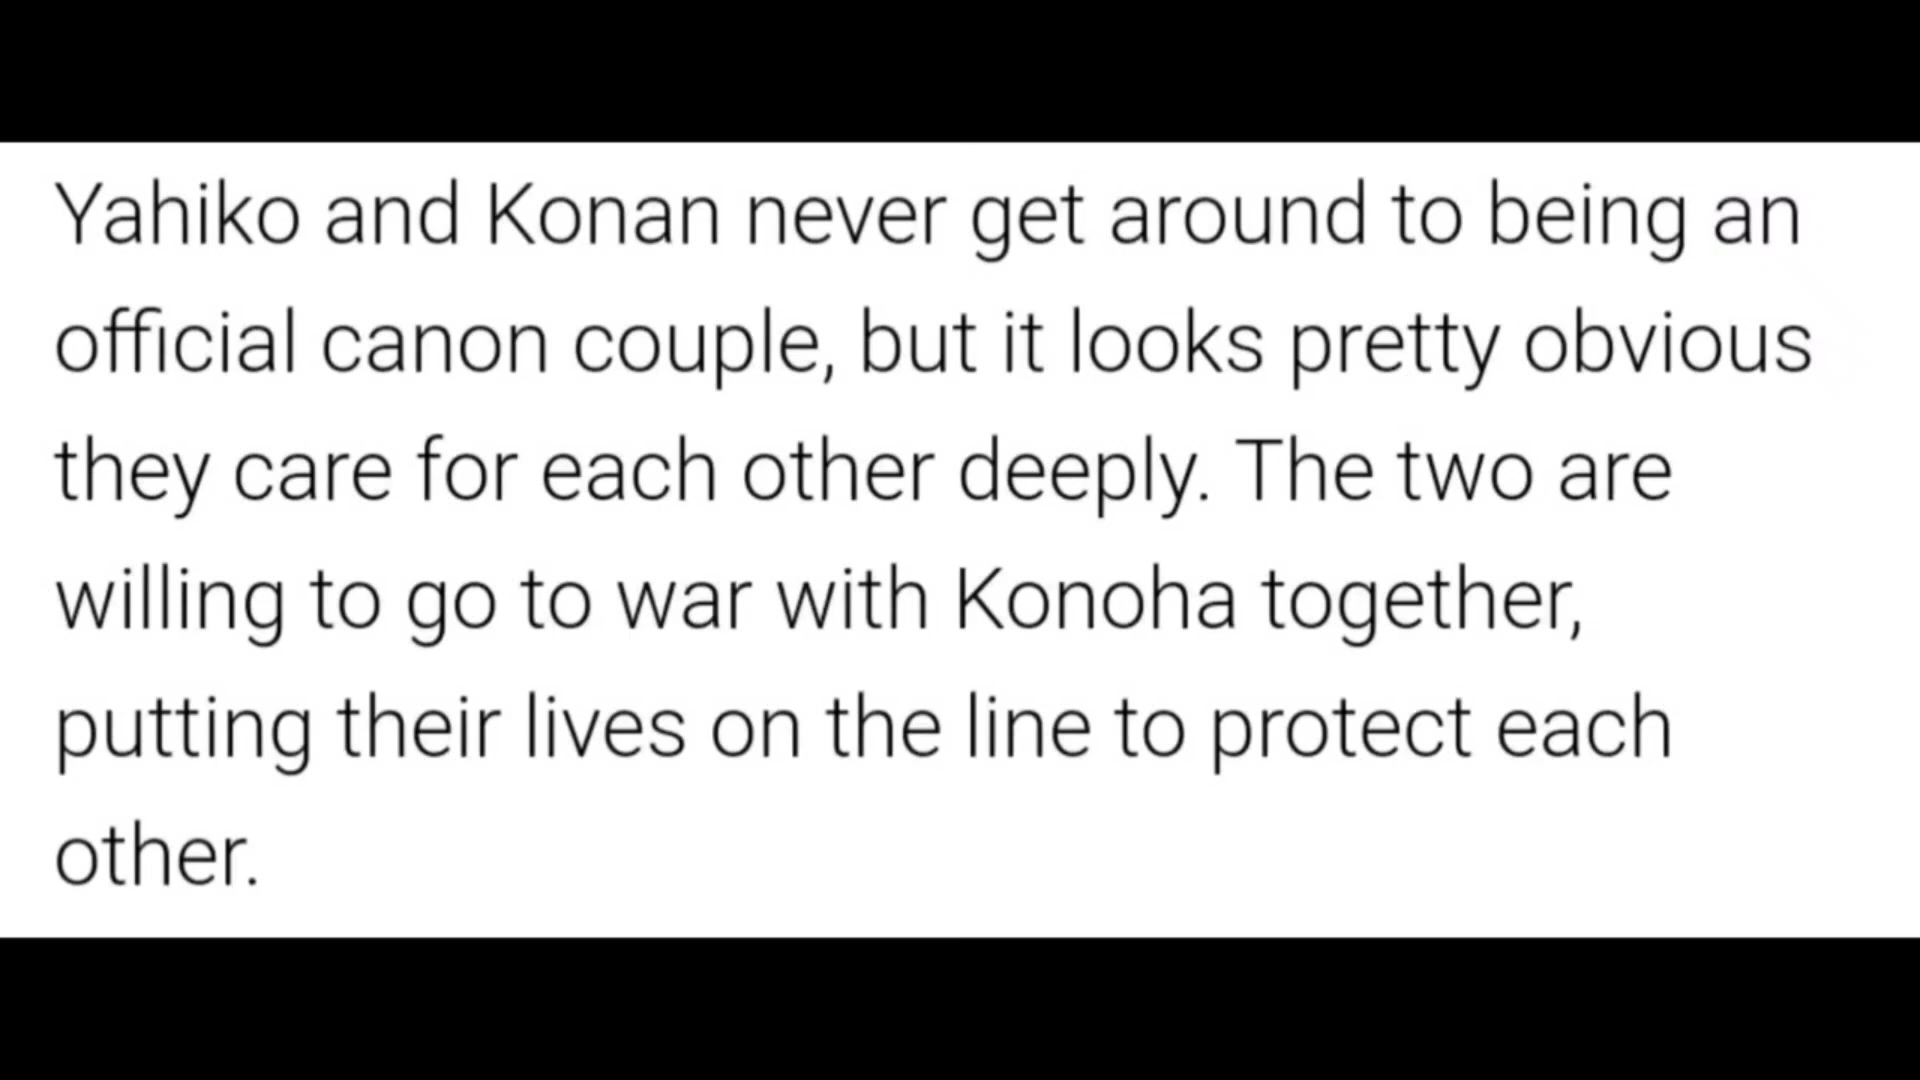 Yahiko and Konan never get around to being an
official canon couple, but it looks pretty obvious
they care for each other deeply. The two are
willing to go to war with Konoha together,
putting their lives on the line to protect each
other.